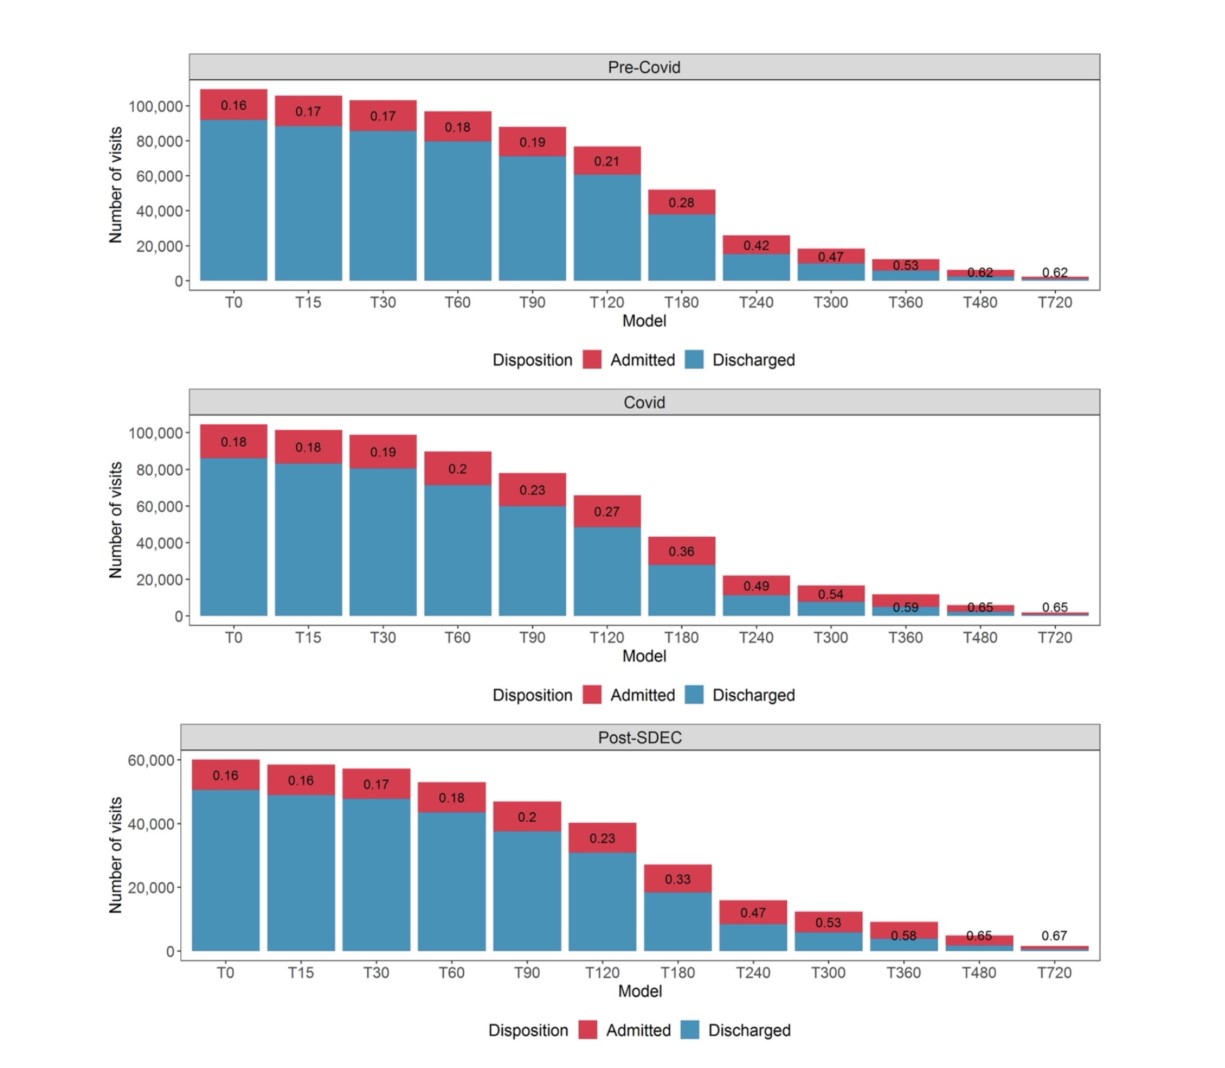 Pre-Covid
Number of visits
100,000
80,000
60,000
40,000
20,000
0
0.16 0.17 0.17 0.18 0.19 0.21 0.28 0.42 0.47 0.53 0.62 0.62
T0 T15 T30 T60 T90 T120 T180 T240 T300 T360 T480 T720
Model
Disposition Admitted Discharged
Covid
Number of visits
100,000
80,000
60,000
40,000
20,000
0
0.18 0.18 0.19 0.2 0.23 0.27 0.36 0.49 0.54 0.59 0.65 0.65
T0 T15 T30 T60 T90 T120 T180 T240 T300 T360 T480 T720
Model
Disposition Admitted Discharged
Post-SDEC
Number of visits
60,000
40,000
20,000
0
0.16 0.16 0.17 0.18 0.2 0.23 0.33 0.47 0.53 0.58 0.65 0.67
T0 T15 T30 T60 T90 T120 T180 T240 T300 T360 T480 T720
Model
Disposition Admitted Discharged